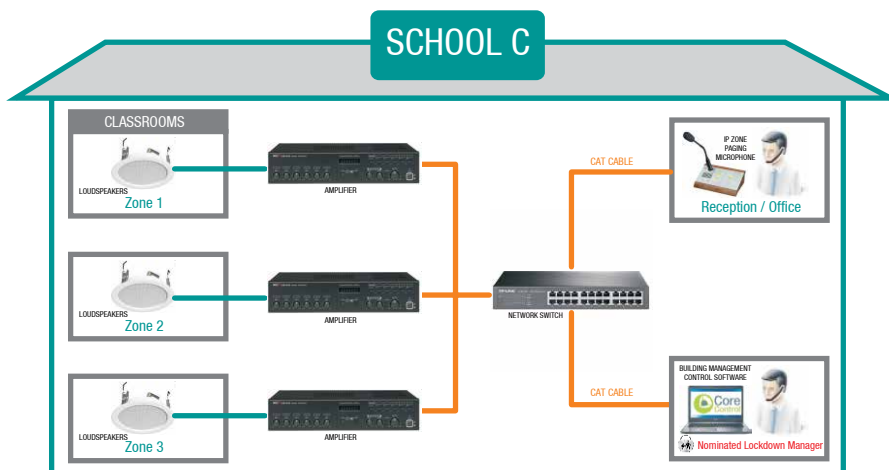 SCHOOL C
CLASSROOMS
LOUDSPEAKERS
Zone 1
AMPLIFIER
LOUDSPEAKERS
Zone 2
AMPLIFIER
LOUDSPEAKERS
Zone 3
AMPLIFIER
NETWORK SWITCH
CAT CABLE
IP ZONE
PAGING
MICROPHONE
Reception / Office
CAT CABLE
BUILDING MANAGEMENT
CONTROL SOFTWARE
Core
Control
Nominated Lockdown Manager